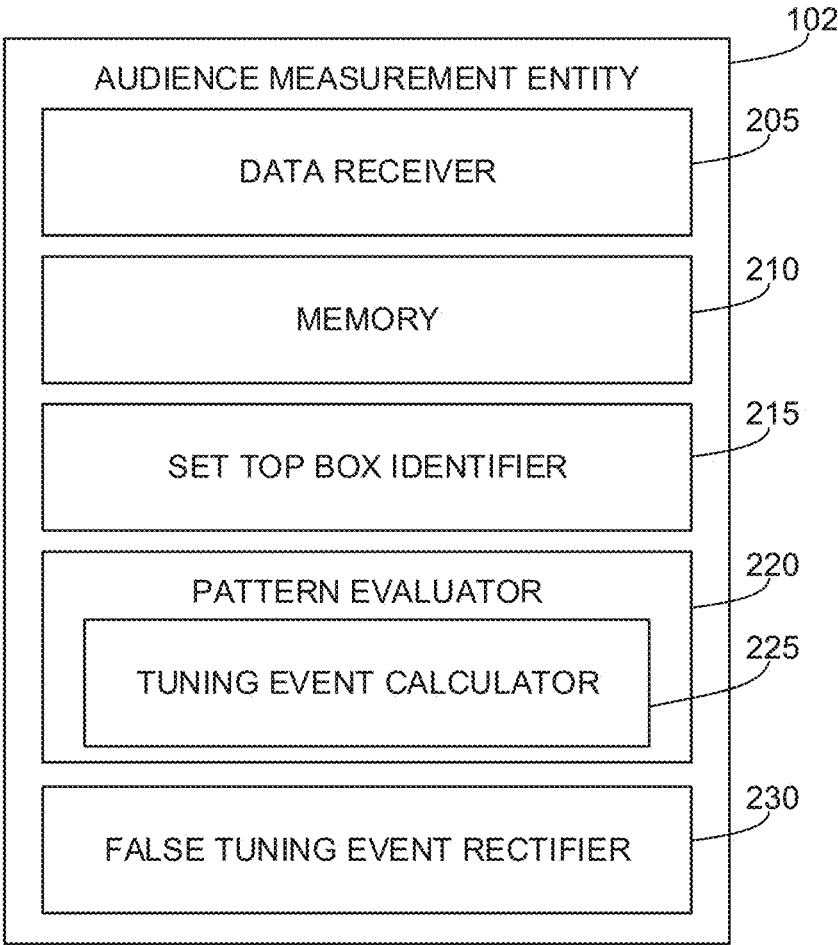 102
AUDIENCE MEASUREMENT ENTITY
205
DATA RECEIVER
210
MEMORY
215
SET TOP BOX IDENTIFIER
220
PATTERN EVALUATOR
225
TUNING EVENT CALCULATOR
230
FALSE TUNING EVENT RECTIFIER